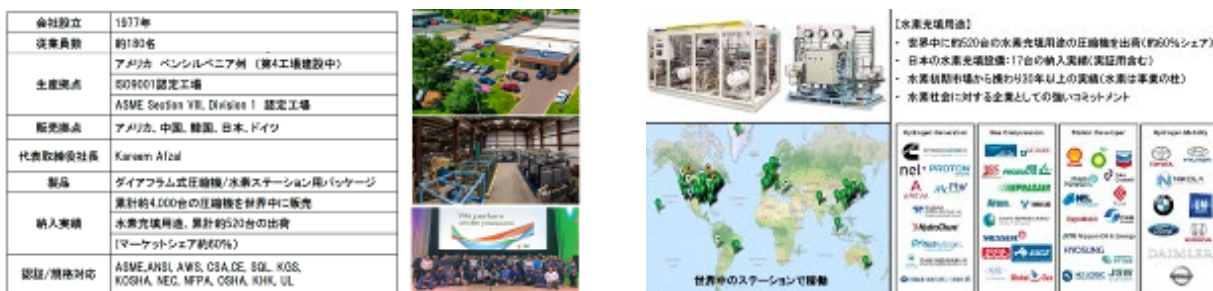 会社設立 1977年
従業員数 約180名
生産拠点 アメリカ ペンシルベニア州 (第4工場建設中)
ISO9001認定工場
ASME Section VIII, Division 1 認定工場
販売拠点 アメリカ、中国、韓国、日本、ドイツ
代表取締役社長 Kareem Afzal
製品 ダイアフラム式圧縮機/水素ステーション用パッケージ
納入実績 累計約4,000台の圧縮機を世界中に販売
水素充填用途、累計約520台の出荷
(マーケットシェア約60%)
認証/規格対応 ASME,ANSI, AWS, CSA,CE, SQL, KGS,
KOSHA, NEC, NFPA, OSHA, KHK, UL
We perform
under pressure
【水素充填用途】
- 世界中に約520台の水素充填用途の圧縮機を出荷(約60%シェア)
- 日本の水素充填設備:17台の納入実績(実証用含む)
- 水素初期市場から携わり30年以上の実績(水素は事業の柱)
- 水素社会に対する企業としての強いコミットメント
世界中のステーションで稼働
Hydrogen Generation
nel PROTON
HydroChem
Gas Compression
Station Developer
Shell
bp
HYOSUNG
JSW
Hydrogen Mobility
TOYOTA
HYUNDAI
NIKOLA
BMW
GM
Ford
HONDA
DAIMLER
NISSAN